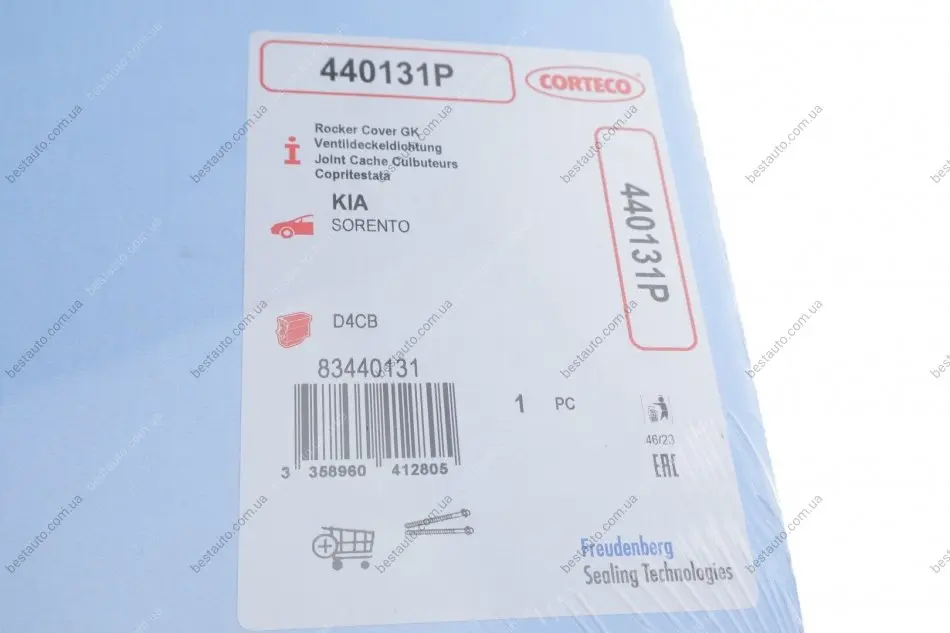 440131P
CORTECO
Rocker Cover GK
Ventildeckeldichtung
Joint Cache Culbuteurs
Copritestata
KIA
SORENTO
440131P
D4CB
83440131
1 PC
3 358960 412805
46/23
EAC
Freudenberg
Sealing Technologies
bestauto.com.ua